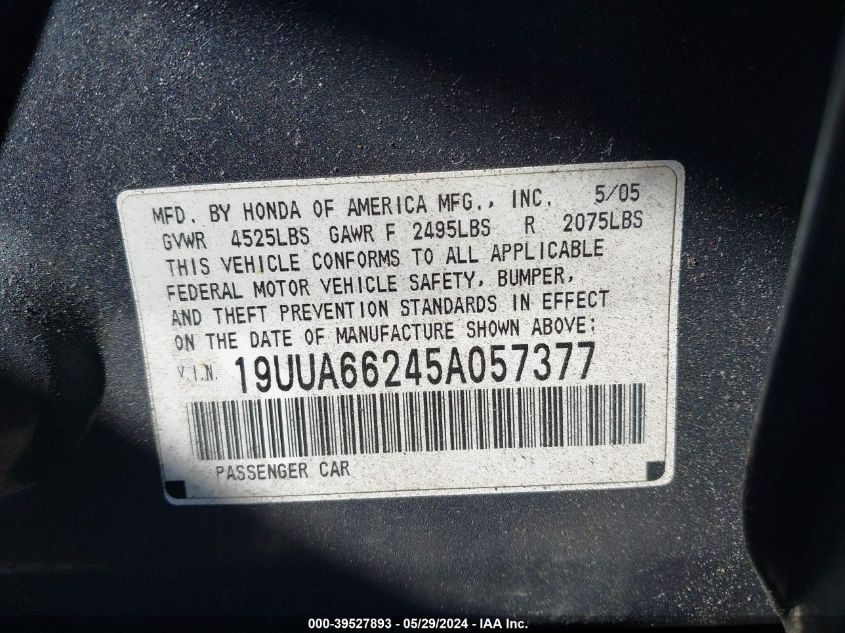 MFD. BY HONDA OF AMERICA MFG., INC. 5/05
GVWR 4525LBS GAWR F 2495LBS R 2075LBS
THIS VEHICLE CONFORMS TO ALL APPLICABLE
FEDERAL MOTOR VEHICLE SAFETY, BUMPER,
AND THEFT PREVENTION STANDARDS IN EFFECT
ON THE DATE OF MANUFACTURE SHOWN ABOVE:
V.I.N. 19UUA66245A057377
PASSENGER CAR
000-39527893 - 05/29/2024 - IAA Inc.